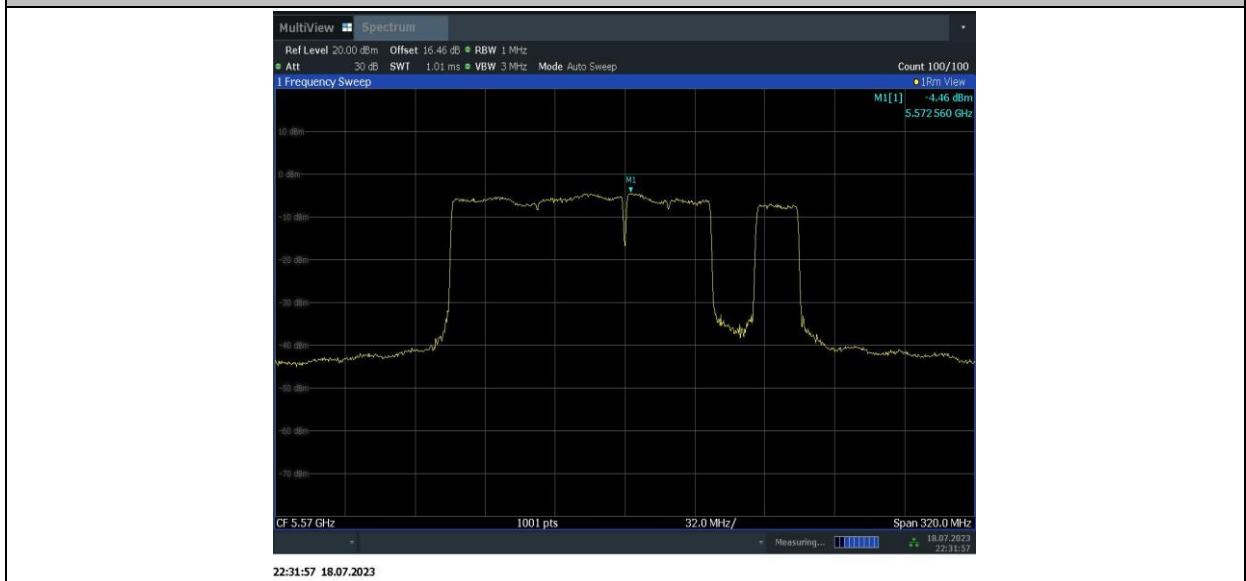 MultiView Spectrum
Ref Level 20.00 dBm Offset 16.46 dB RBW 1 MHz
Att 30 dB SWT 1.01 ms VBW 3 MHz Mode Auto Sweep Count 100/100
1 Frequency Sweep 1Rm View
M1[1] -4.46 dBm
5.572 560 GHz
10 dBm
0 dBm
M1
-10 dBm
-20 dBm
-30 dBm
-40 dBm
-50 dBm
-60 dBm
-70 dBm
CF 5.57 GHz 1001 pts 32.0 MHz/ Span 320.0 MHz
Measuring... 18.07.2023
22:31:57
22:31:57 18.07.2023